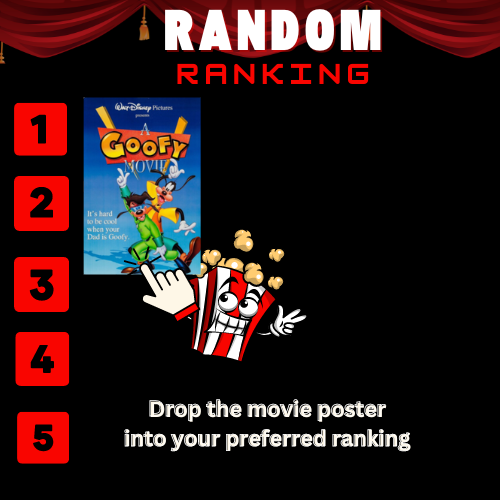 RANDOM
RANKING
1
Walt Disney Pictures
presents
A
GOOFY
MOVIE
2
It's hard
to be cool
when your
Dad is Goofy.
3
4
Drop the movie poster
into your preferred ranking
5